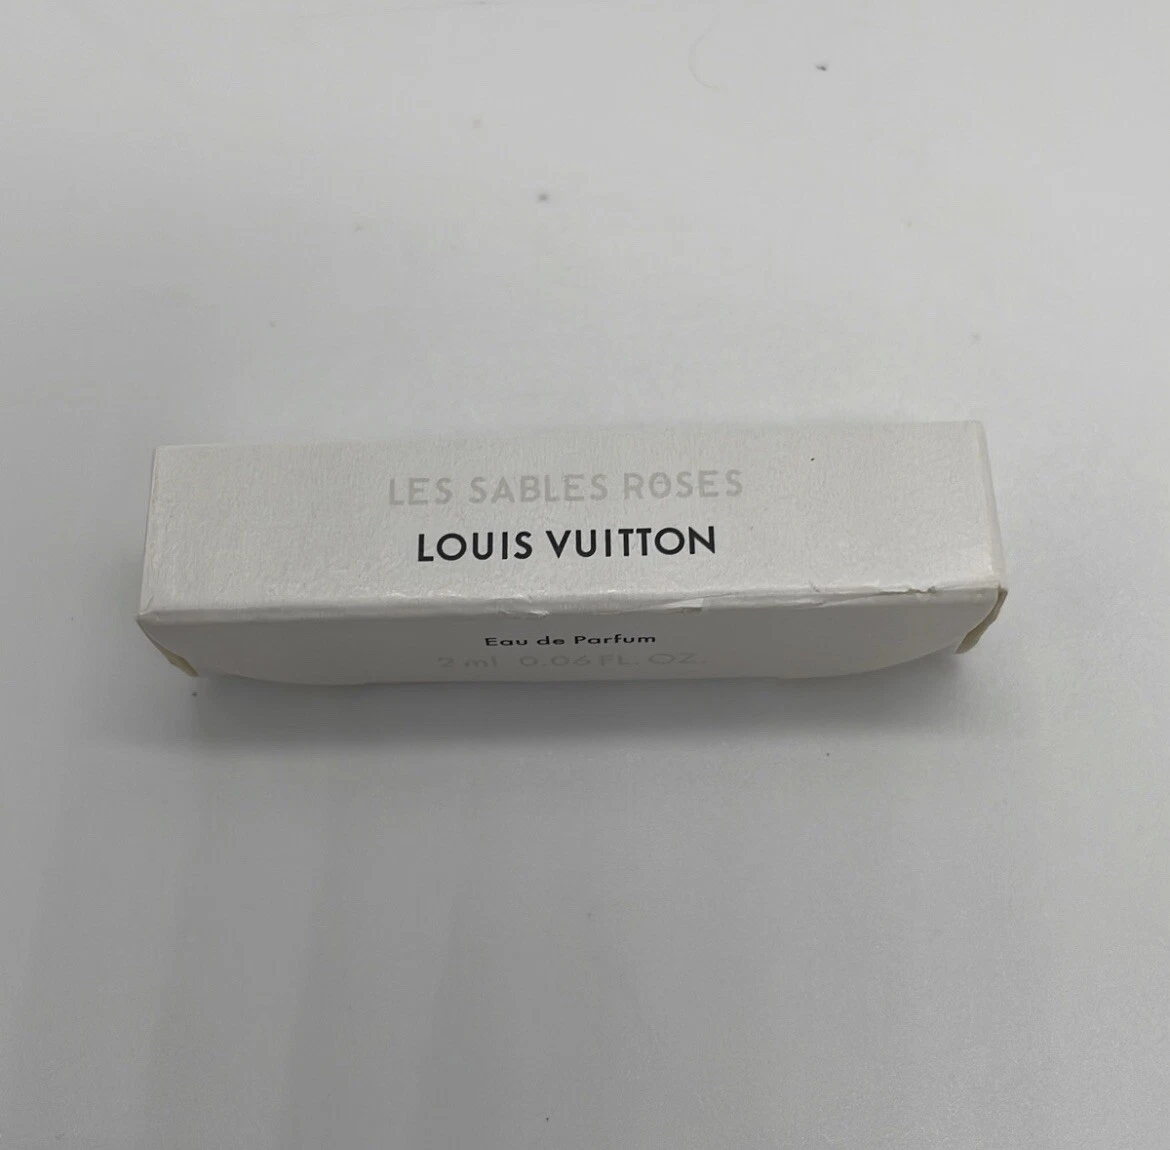 LES SABLES ROSES
LOUIS VUITTON
Eau de Parfum
2 ml 0.06 FL. OZ.